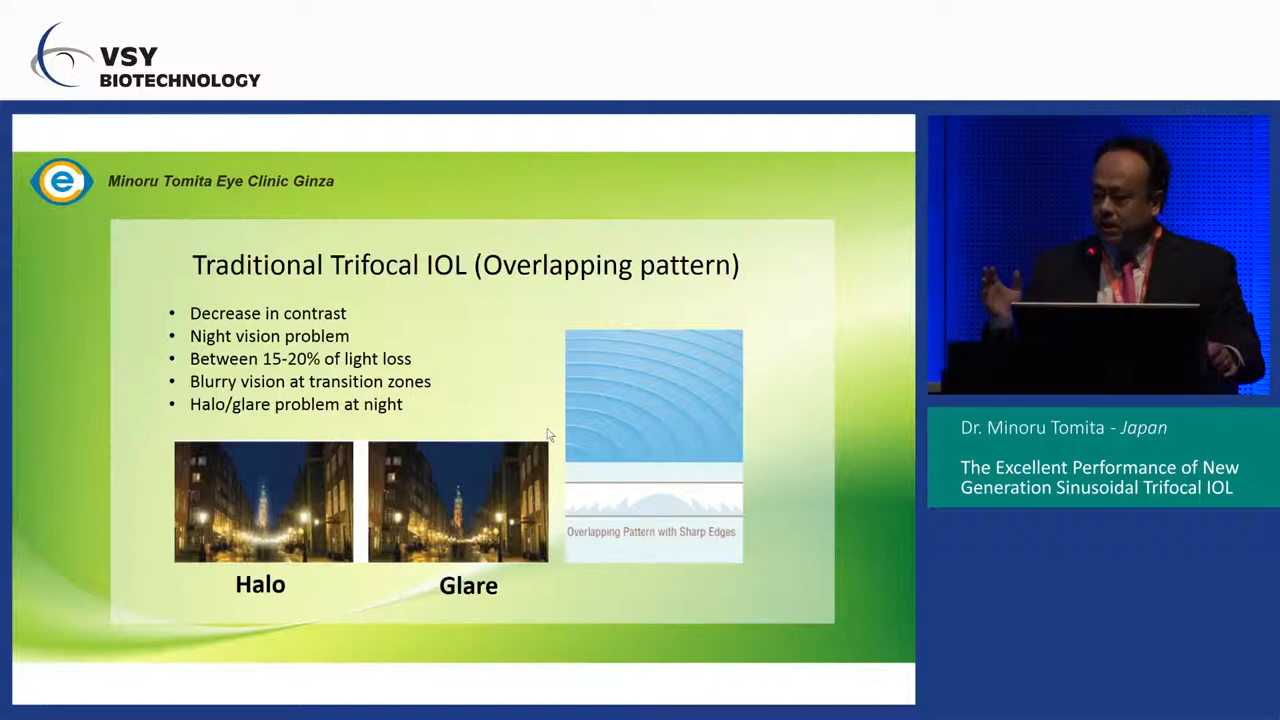 VSY
BIOTECHNOLOGY
e
Minoru Tomita Eye Clinic Ginza
Traditional Trifocal IOL (Overlapping pattern)
• Decrease in contrast
• Night vision problem
• Between 15-20% of light loss
• Blurry vision at transition zones
• Halo/glare problem at night
Overlapping Pattern with Sharp Edges
Halo
Glare
Dr. Minoru Tomita - Japan
The Excellent Performance of New
Generation Sinusoidal Trifocal IOL